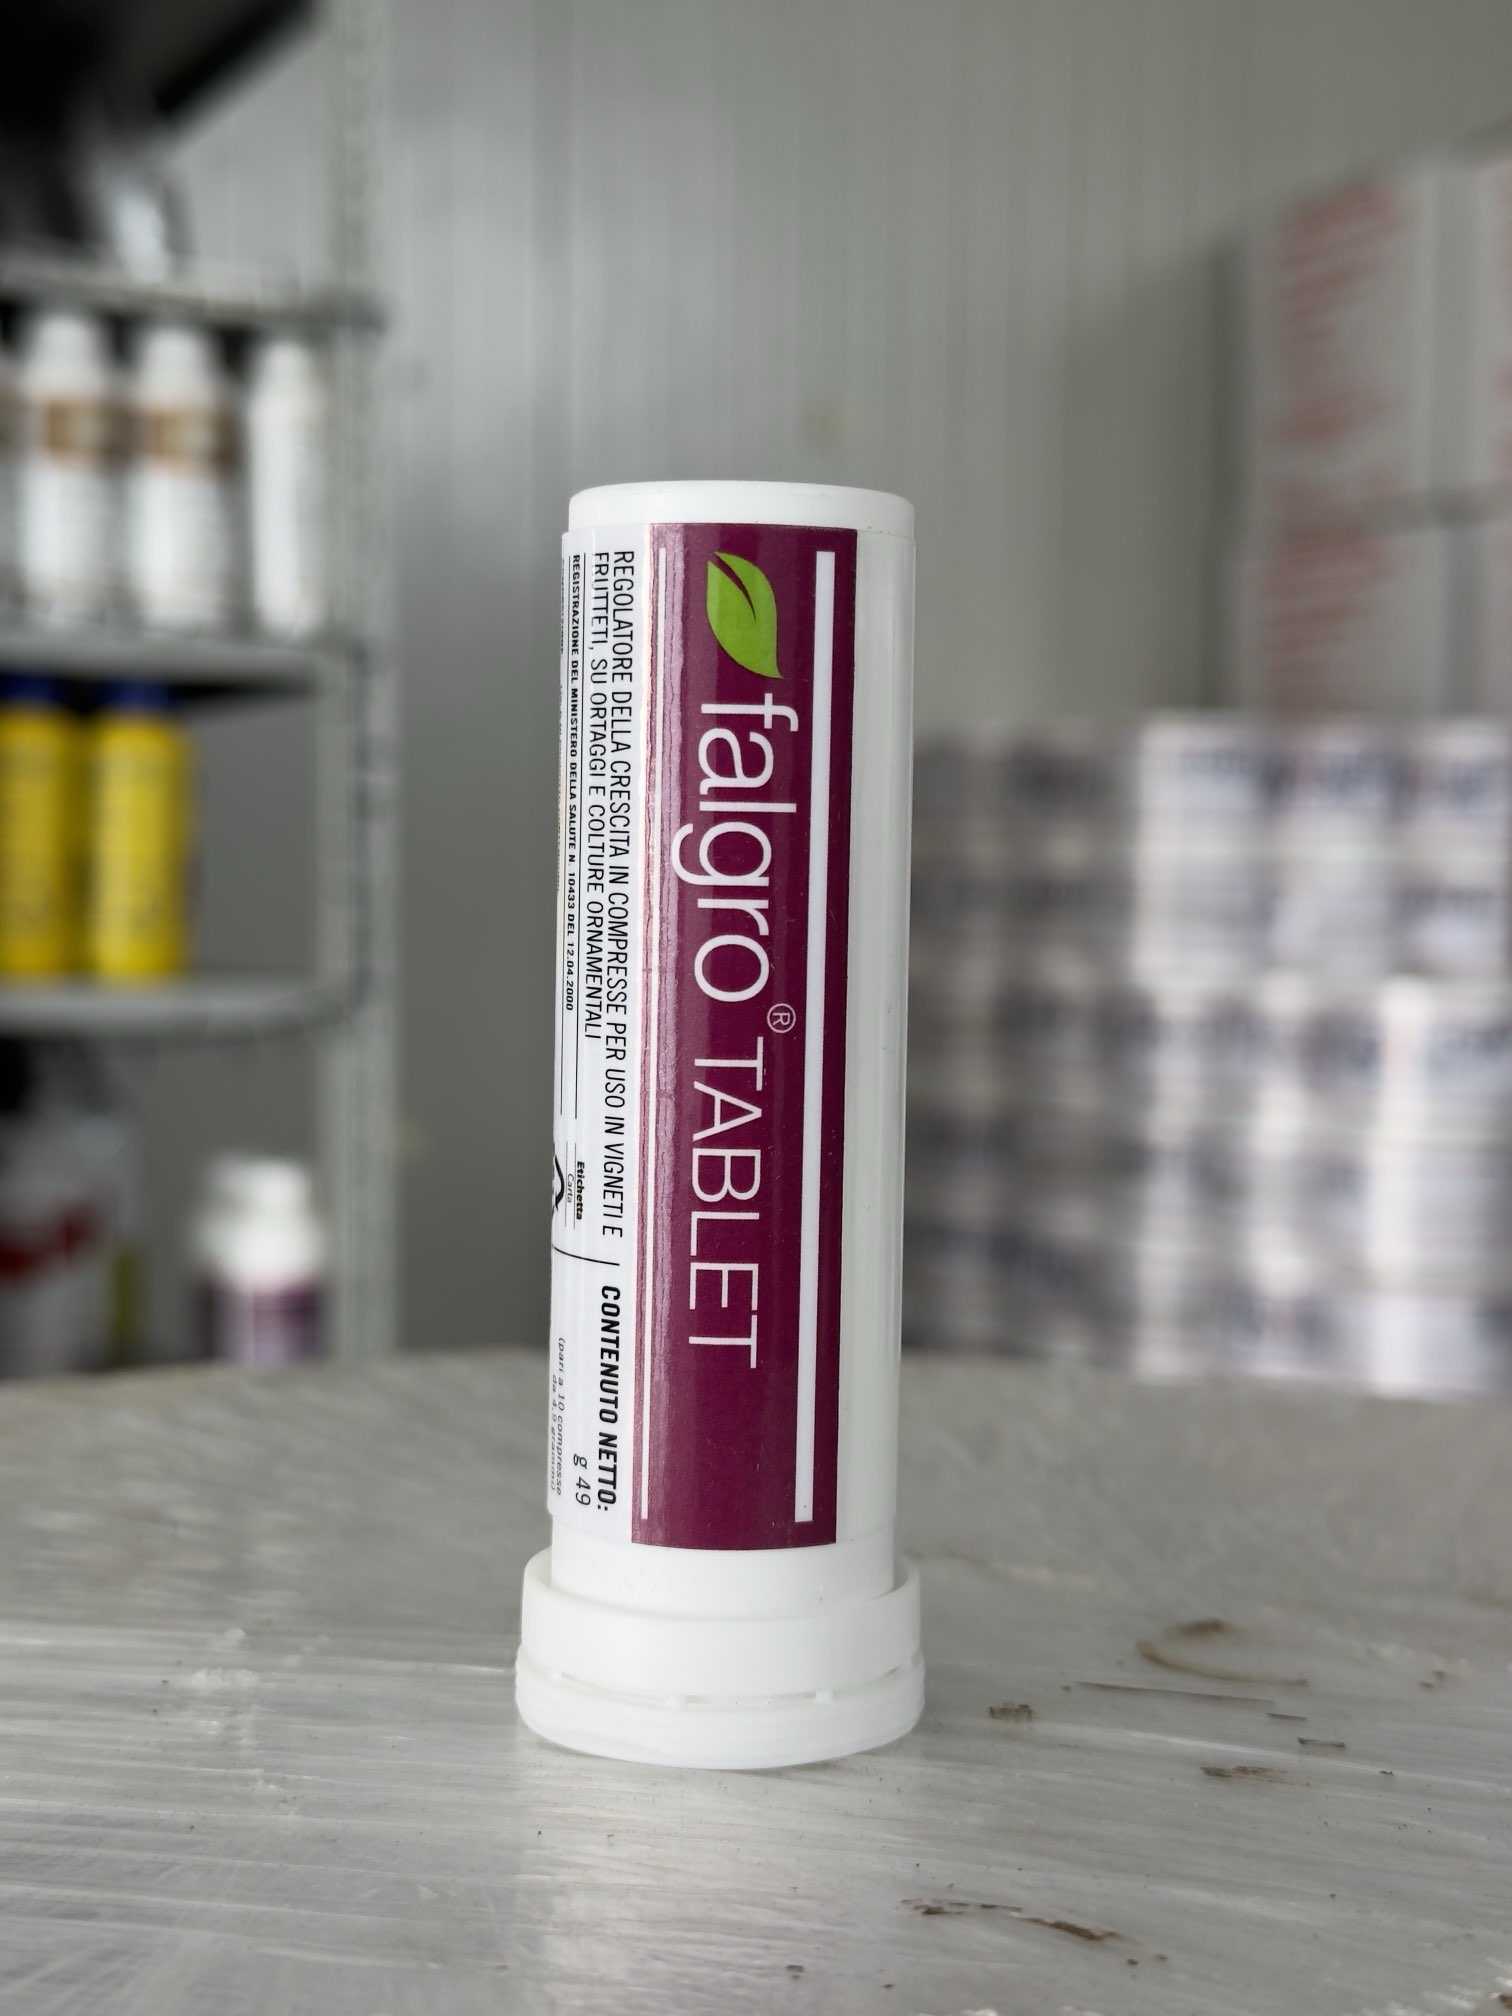 falgro® TABLET
REGOLATORE DELLA CRESCITA IN COMPRESSE PER USO IN VIGNETI E
FRUTTETI, SU ORTAGGI E COLTURE ORNAMENTALI
REGISTRAZIONE DEL MINISTERO DELLA SALUTE N. 10433 DEL 12.04.2000
Etichetta
Carta
CONTENUTO NETTO:
g 49
(pari a 10 compresse
da 4,9 grammi)